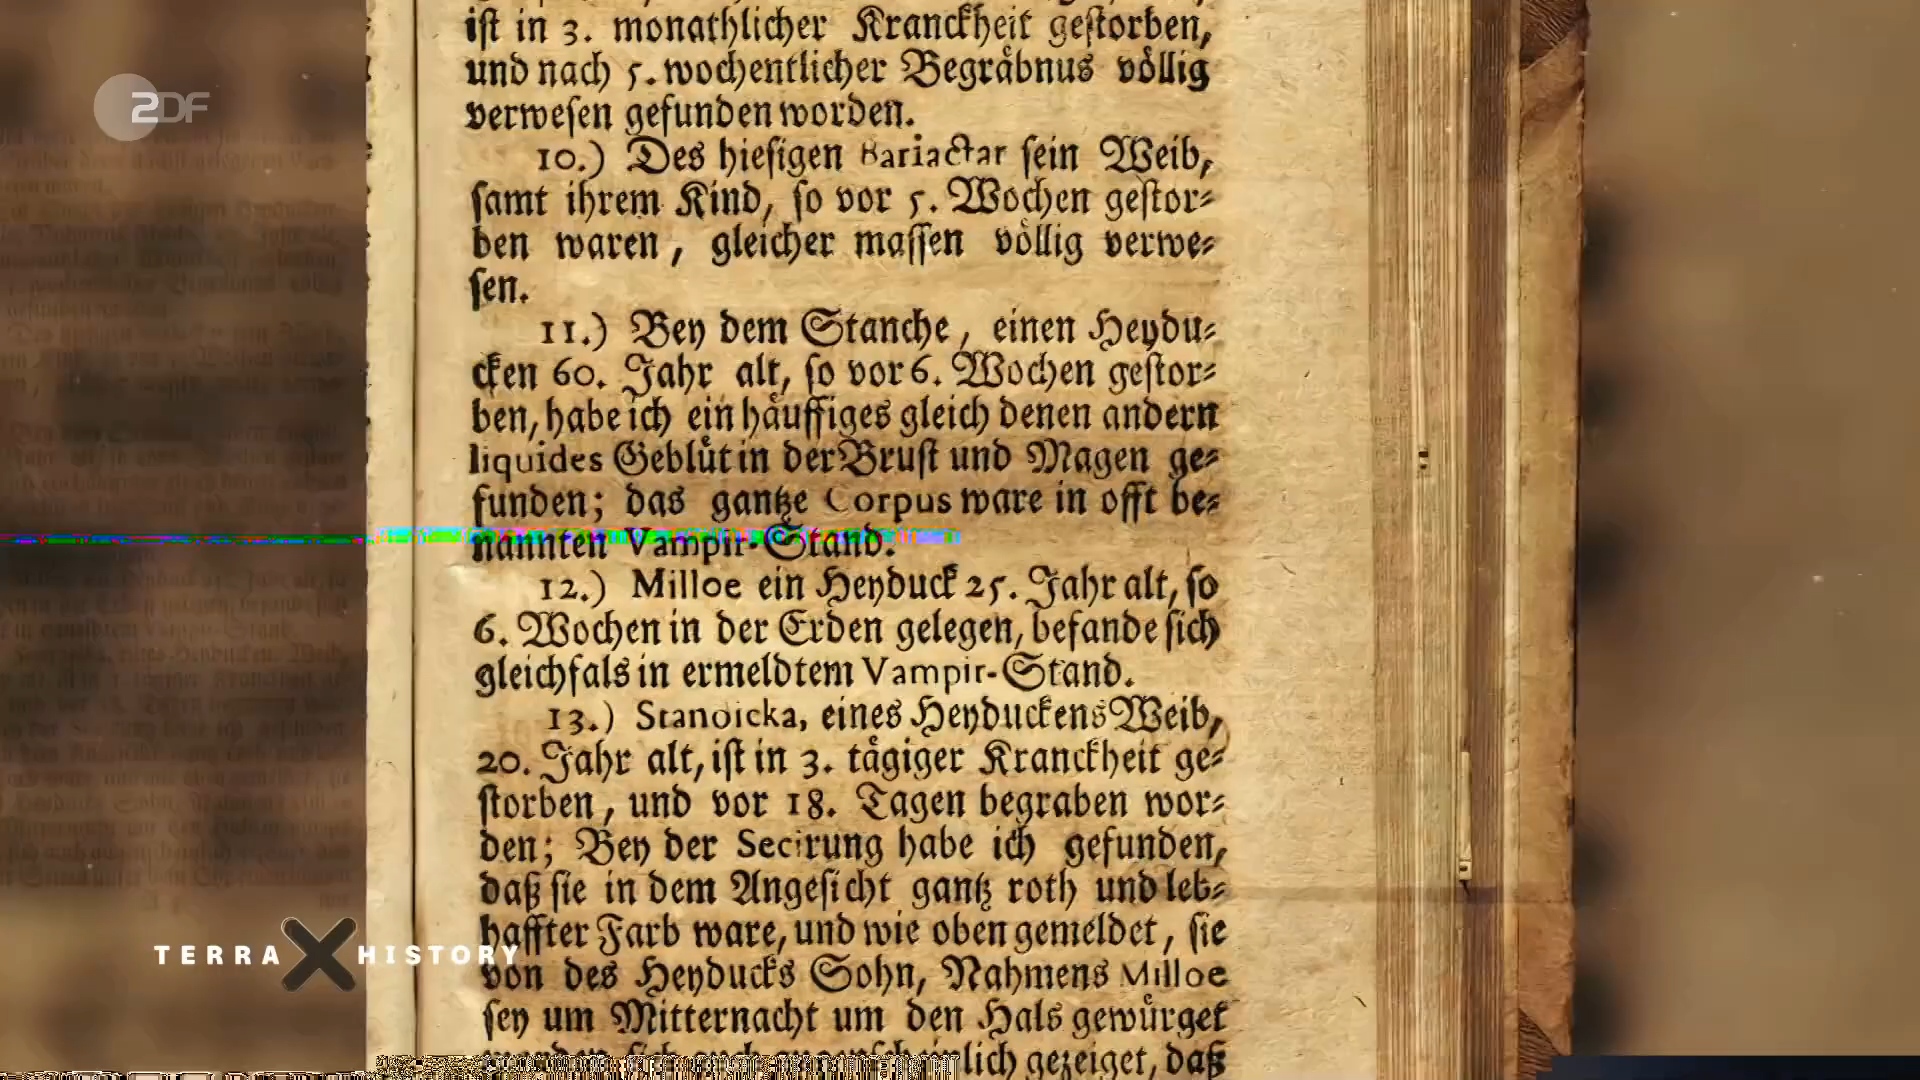 ist in 3. monathlicher Kranckheit gestorben,
und nach 5. wochentlicher Begräbnus völlig
verwesen gefunden worden.
10.) Des hiesigen Bariactar sein Weib,
samt ihrem Kind, so vor 5. Wochen gestor-
ben waren, gleicher massen völlig verwe-
sen.
11.) Bey dem Stanche, einen Heydu-
cken 60. Jahr alt, so vor 6. Wochen gestor-
ben, habe ich ein häuffiges gleich denen andern
liquides Geblüt in der Brust und Magen ge-
funden; das gantze Corpus ware in offt be-
nannten Vampir-Stand.
12.) Milloe ein Heyduck 25. Jahr alt, so
6. Wochen in der Erden gelegen, befande sich
gleichfals in ermeldtem Vampir-Stand.
13.) Stanoicka, eines Heyduckens Weib,
20. Jahr alt, ist in 3. tägiger Kranckheit ge-
storben, und vor 18. Tagen begraben wor-
den; Bey der Secirung habe ich gefunden,
daß sie in dem Angesicht gantz roth und leb-
haffter Farb ware, und wie oben gemeldet, sie
von des Heyducks Sohn, Nahmens Milloe
sey um Mitternacht um den Hals gewürget
gezeiget, daß
ZDF
TERRA X HISTORY